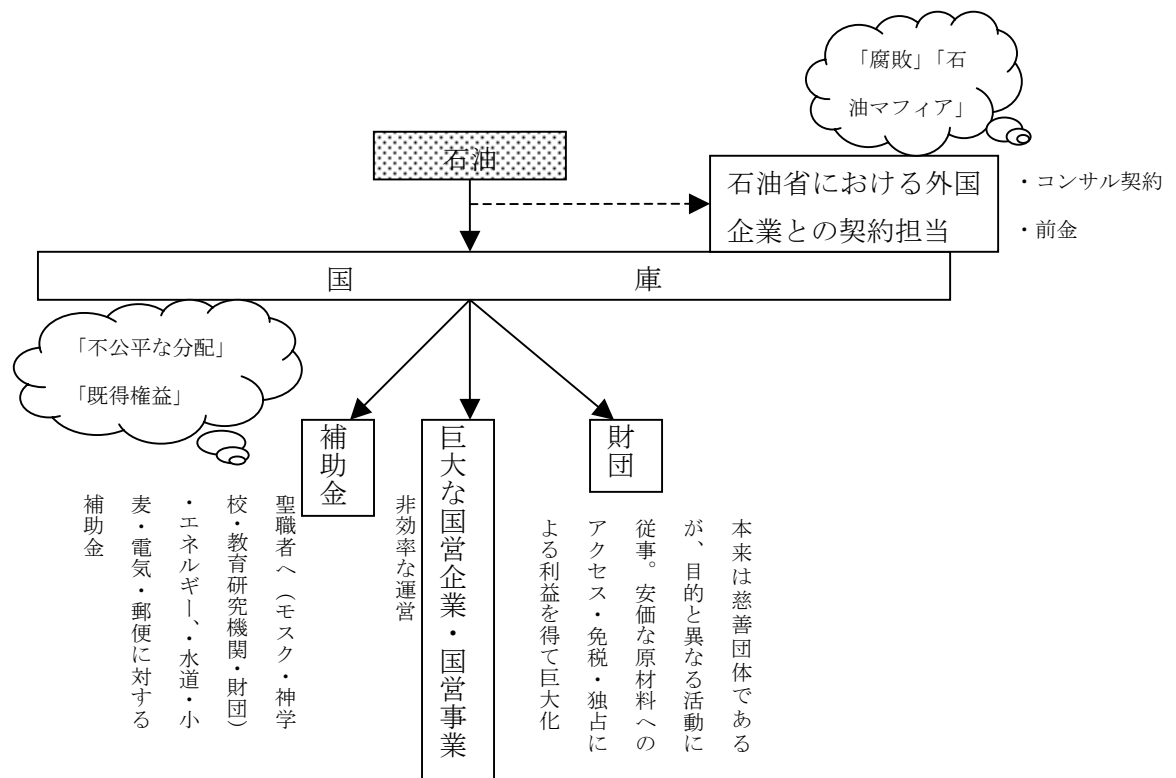 「腐敗」「石
油マフィア」
石油
石油省における外国
企業との契約担当
・コンサル契約
・前金
国庫
「不公平な分配」
「既得権益」
補助金
巨大な国営企業・国営事業
財団
聖職者へ（モスク・神学
校・教育研究機関・財団）
・エネルギー、・水道・小
麦・電気・郵便に対する
補助金
非効率な運営
本来は慈善団体である
が、目的と異なる活動に
従事。安価な原材料への
アクセス・免税・独占に
よる利益を得て巨大化